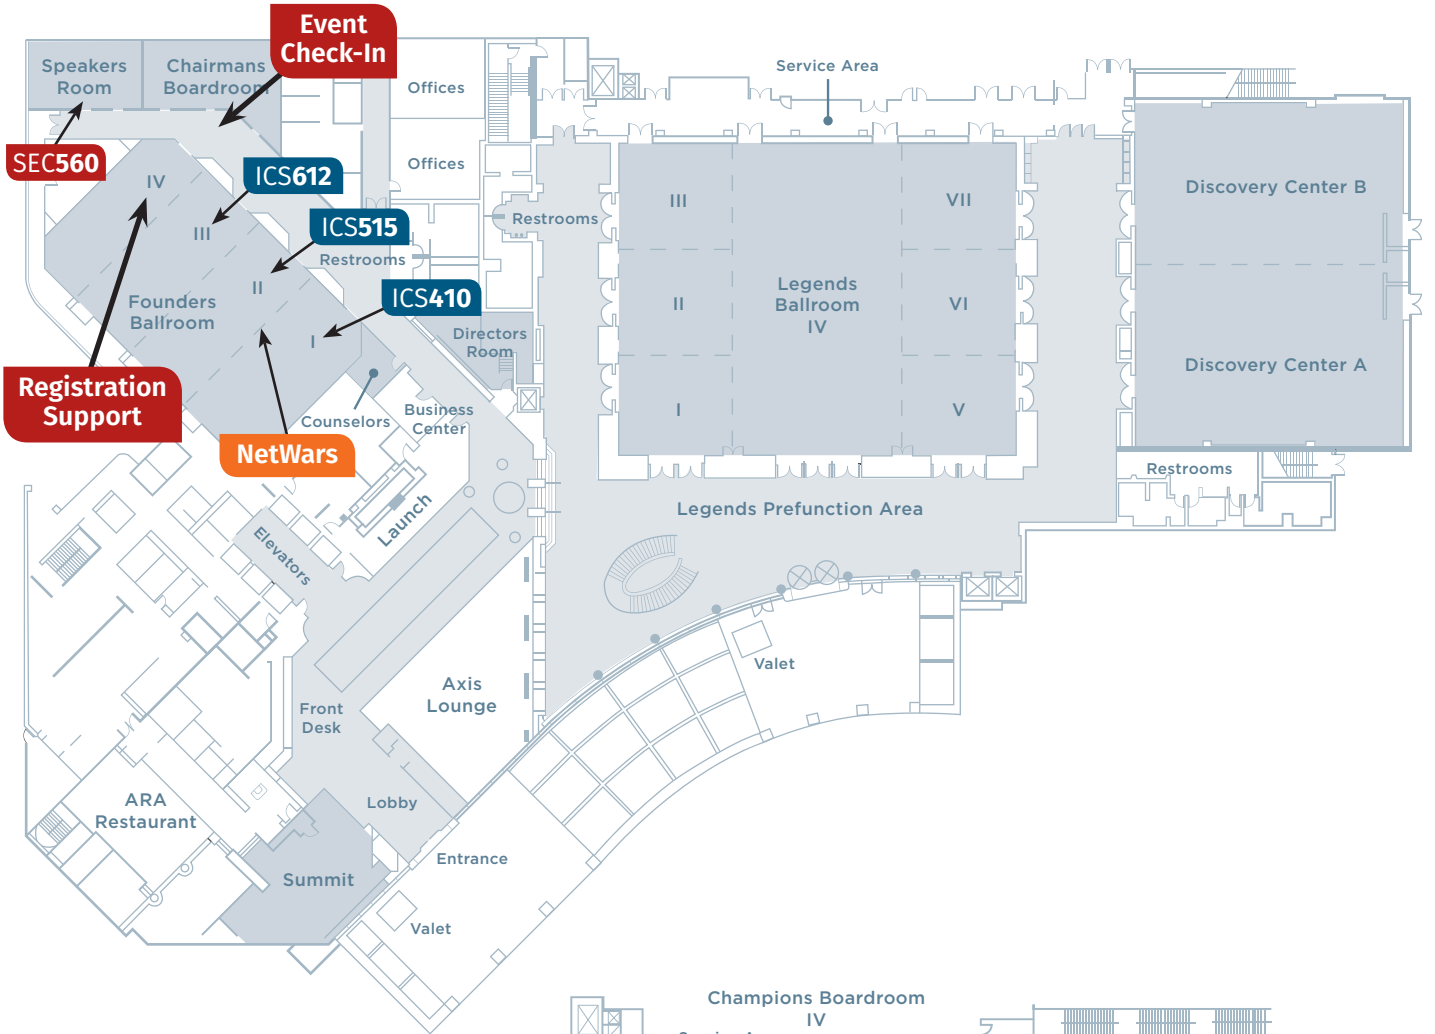 Event
Check-In
Speakers
Room
Chairmans
Boardroom
Offices
Service Area
SEC560
IV
ICS612
Offices
Discovery Center B
III
VII
III
ICS515
Restrooms
Restrooms
II
ICS410
Founders
Ballroom
Legends
Ballroom
IV
II
VI
I
Directors
Room
Discovery Center A
Registration
Support
Counselors
Business
Center
I
V
NetWars
Restrooms
Launch
Legends Prefunction Area
Elevators
Valet
Axis
Lounge
Front
Desk
ARA
Restaurant
Lobby
Entrance
Summit
Valet
Champions Boardroom
IV